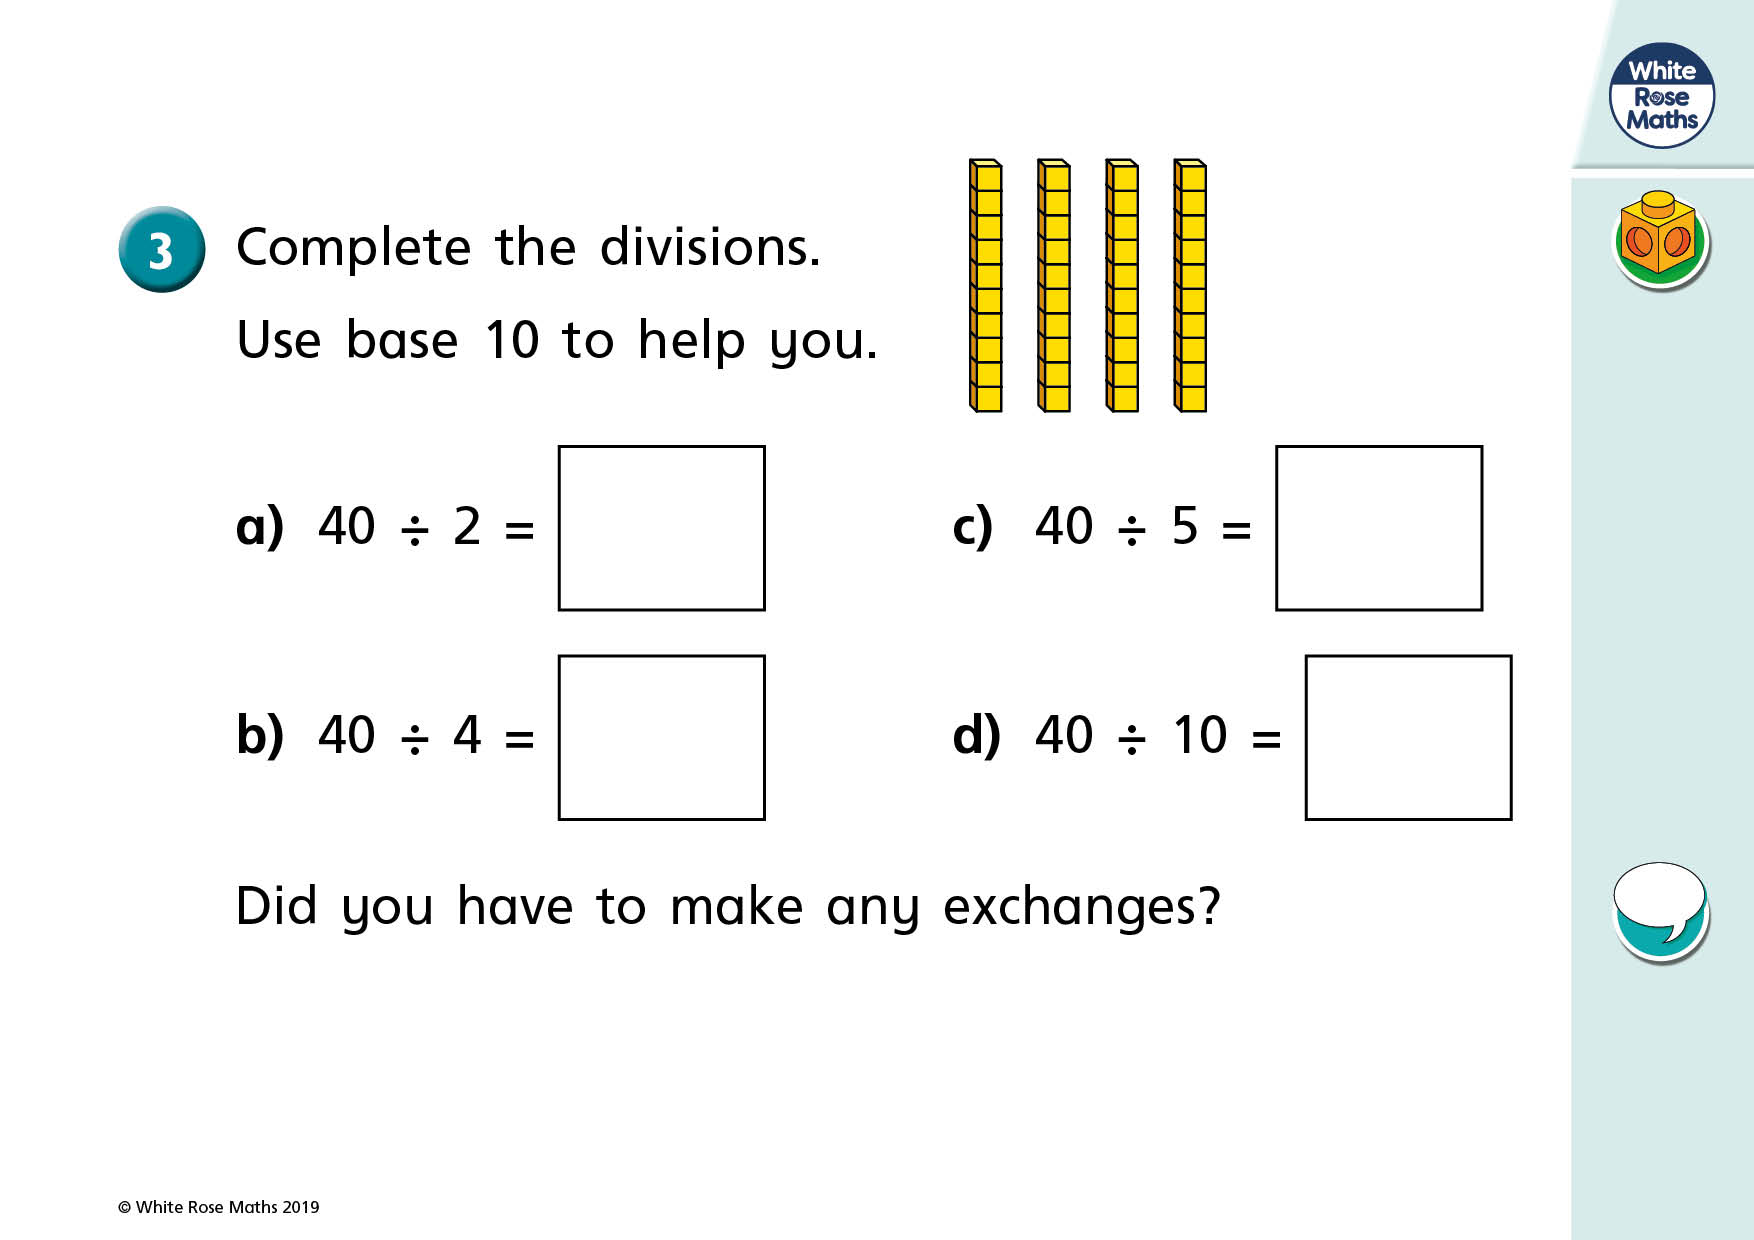 White
Rose
Maths
3
Complete the divisions.
Use base 10 to help you.
a) 40 ÷ 2 =
c) 40 ÷ 5 =
b) 40 ÷ 4 =
d) 40 ÷ 10 =
Did you have to make any exchanges?
© White Rose Maths 2019